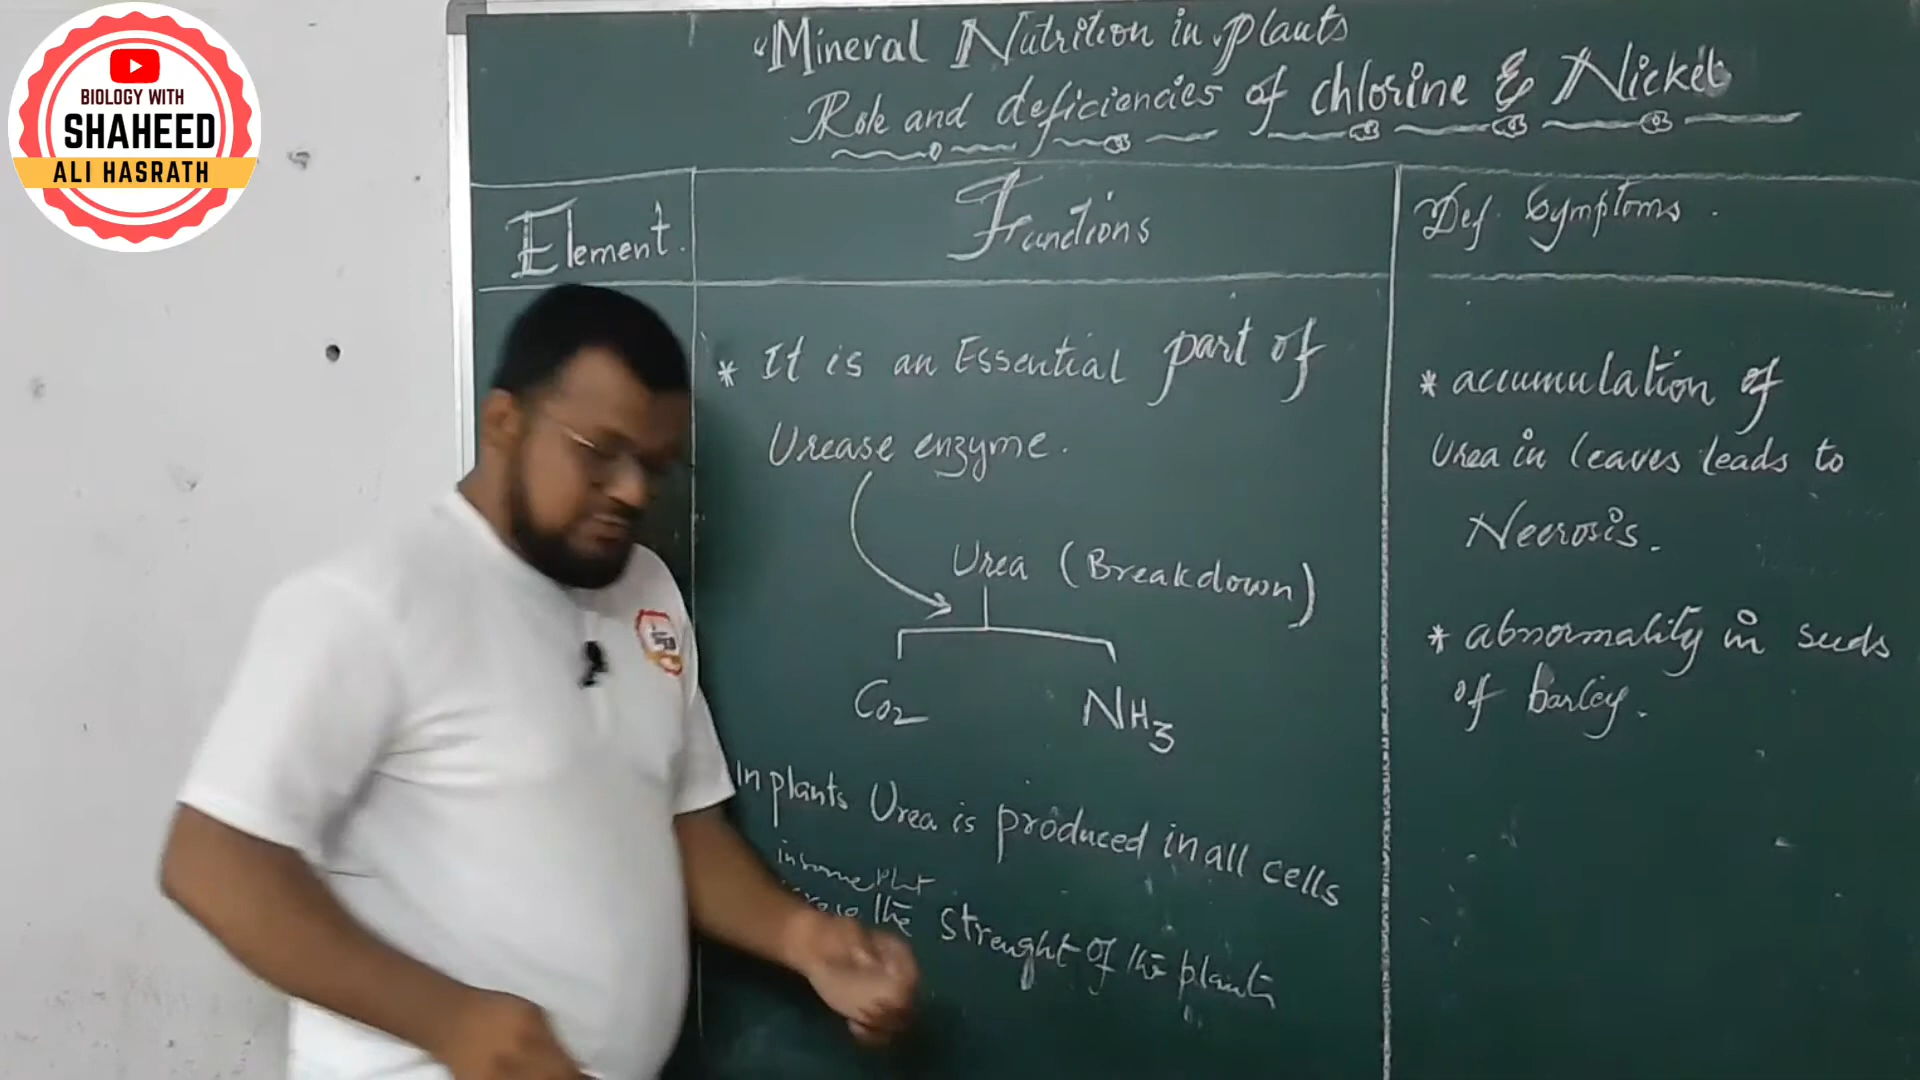 BIOLOGY WITH
SHAHEED
ALI HASRATH
Mineral Nutrition in plants
Role and deficiencies of chlorine & Nickel
Element.
Functions
Def. Symptoms.
* It is an Essential part of
Urease enzyme.
Urea (Breakdown)
Co2 NH3
In plants Urea is produced in all cells
in some
the Strenght of the plants
* accumulation of
Urea in leaves leads to
Necrosis.
* abnormality in seeds
of barley.